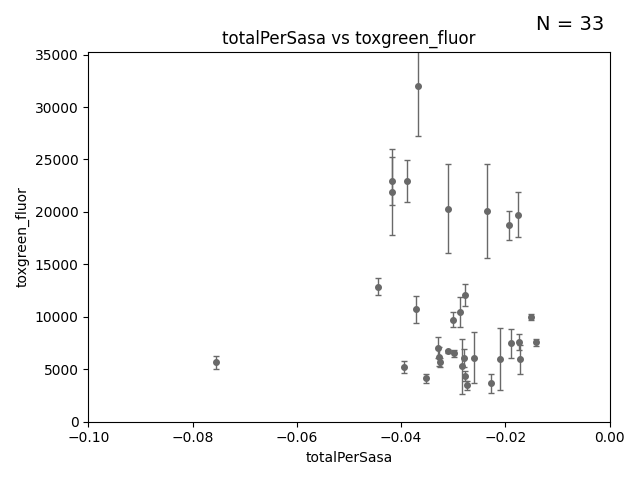 N = 33
totalPerSasa vs toxgreen_fluor
35000
30000
25000
20000
15000
10000
5000
0
toxgreen_fluor
−0.10 −0.08 −0.06 −0.04 −0.02 0.00
totalPerSasa